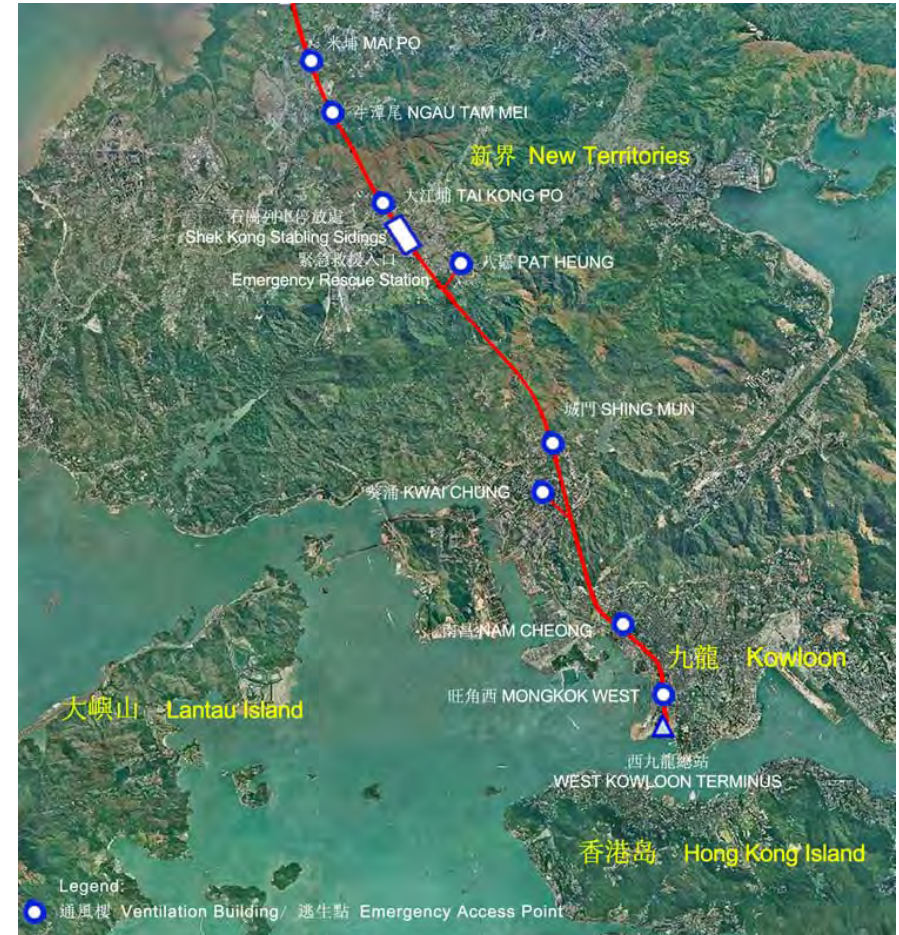 米埔 MAI PO
牛潭尾 NGAU TAM MEI
新界 New Territories
大江埔 TAI KONG PO
石崗列車停放處
Shek Kong Stabling Sidings
緊急救援入口
Emergency Rescue Station
八鄉 PAT HEUNG
城門 SHING MUN
葵涌 KWAI CHUNG
南昌 NAM CHEONG
九龍 Kowloon
旺角西 MONGKOK WEST
大嶼山 Lantau Island
西九龍總站
WEST KOWLOON TERMINUS
香港岛 Hong Kong Island
Legend:
通風樓 Ventilation Building/ 逃生點 Emergency Access Point